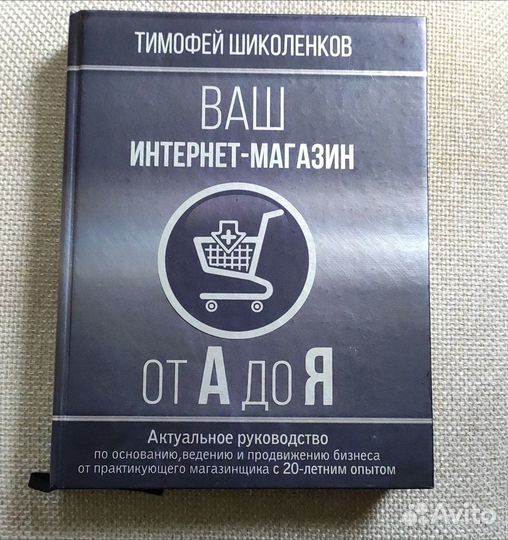 ТИМОФЕЙ ШИКОЛЕНКОВ
ВАШ
ИНТЕРНЕТ-МАГАЗИН
ОТ А ДО Я
Актуальное руководство
по основанию,ведению и продвижению бизнеса
от практикующего магазинщика с 20-летним опытом
Avito